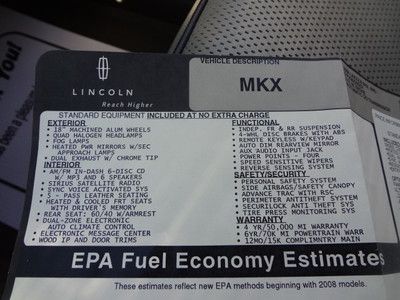 You!
LINCOLN
Reach Higher
VEHICLE DESCRIPTION
MKX
STANDARD EQUIPMENT INCLUDED AT NO EXTRA CHARGE
EXTERIOR
• 18" MACHINED ALUM WHEELS
• QUAD HALOGEN HEADLAMPS
• FOG LAMPS
• HEATED PWR MIRRORS W/SEC
APPROACH LAMPS
• DUAL EXHAUST W/ CHROME TIP
INTERIOR
• AM/FM IN-DASH 6-DISC CD
W/ MP3 AND 6 SPEAKERS
• SIRIUS SATELLITE RADIO
• SYNC VOICE ACTIVATED SYS
• 5 - PASS LEATHER SEATING
• HEATED & COOLED FRT SEATS
WITH DRIVER'S MEMORY
• REAR SEAT: 60/40 W/ARMREST
• DUAL-ZONE ELECTRONIC
AUTO CLIMATE CONTROL
• ELECTRONIC MESSAGE CENTER
• WOOD IP AND DOOR TRIMS
FUNCTIONAL
• INDEP. FR & RR SUSPENSION
• 4-WHL DISC BRAKES WITH ABS
• REMOTE KEYLESS W/KEYPAD
• AUTO DIM REARVIEW MIRROR
• AUX AUDIO INPUT JACK
• POWER POINTS - FOUR
• SPEED SENSITIVE WIPERS
• REVERSE SENSING SYSTEM
SAFETY/SECURITY
• PERSONAL SAFETY SYSTEM
• SIDE AIRBAGS/SAFETY CANOPY
• ADVANCE TRAC WITH RSC
• PERIMETER ANTITHEFT SYSTEM
• SECURILOCK ANTI THEFT SYS
• TIRE PRESS MONITORING SYS
WARRANTY
• 4 YR/50,000 MI WARRANTY
• 6YR/70K MI POWERTRAIN WARR
• 12MO/15K COMPLIMNTRY MAIN
EPA Fuel Economy Estimates
These estimates reflect new EPA methods beginning with 2008 models.